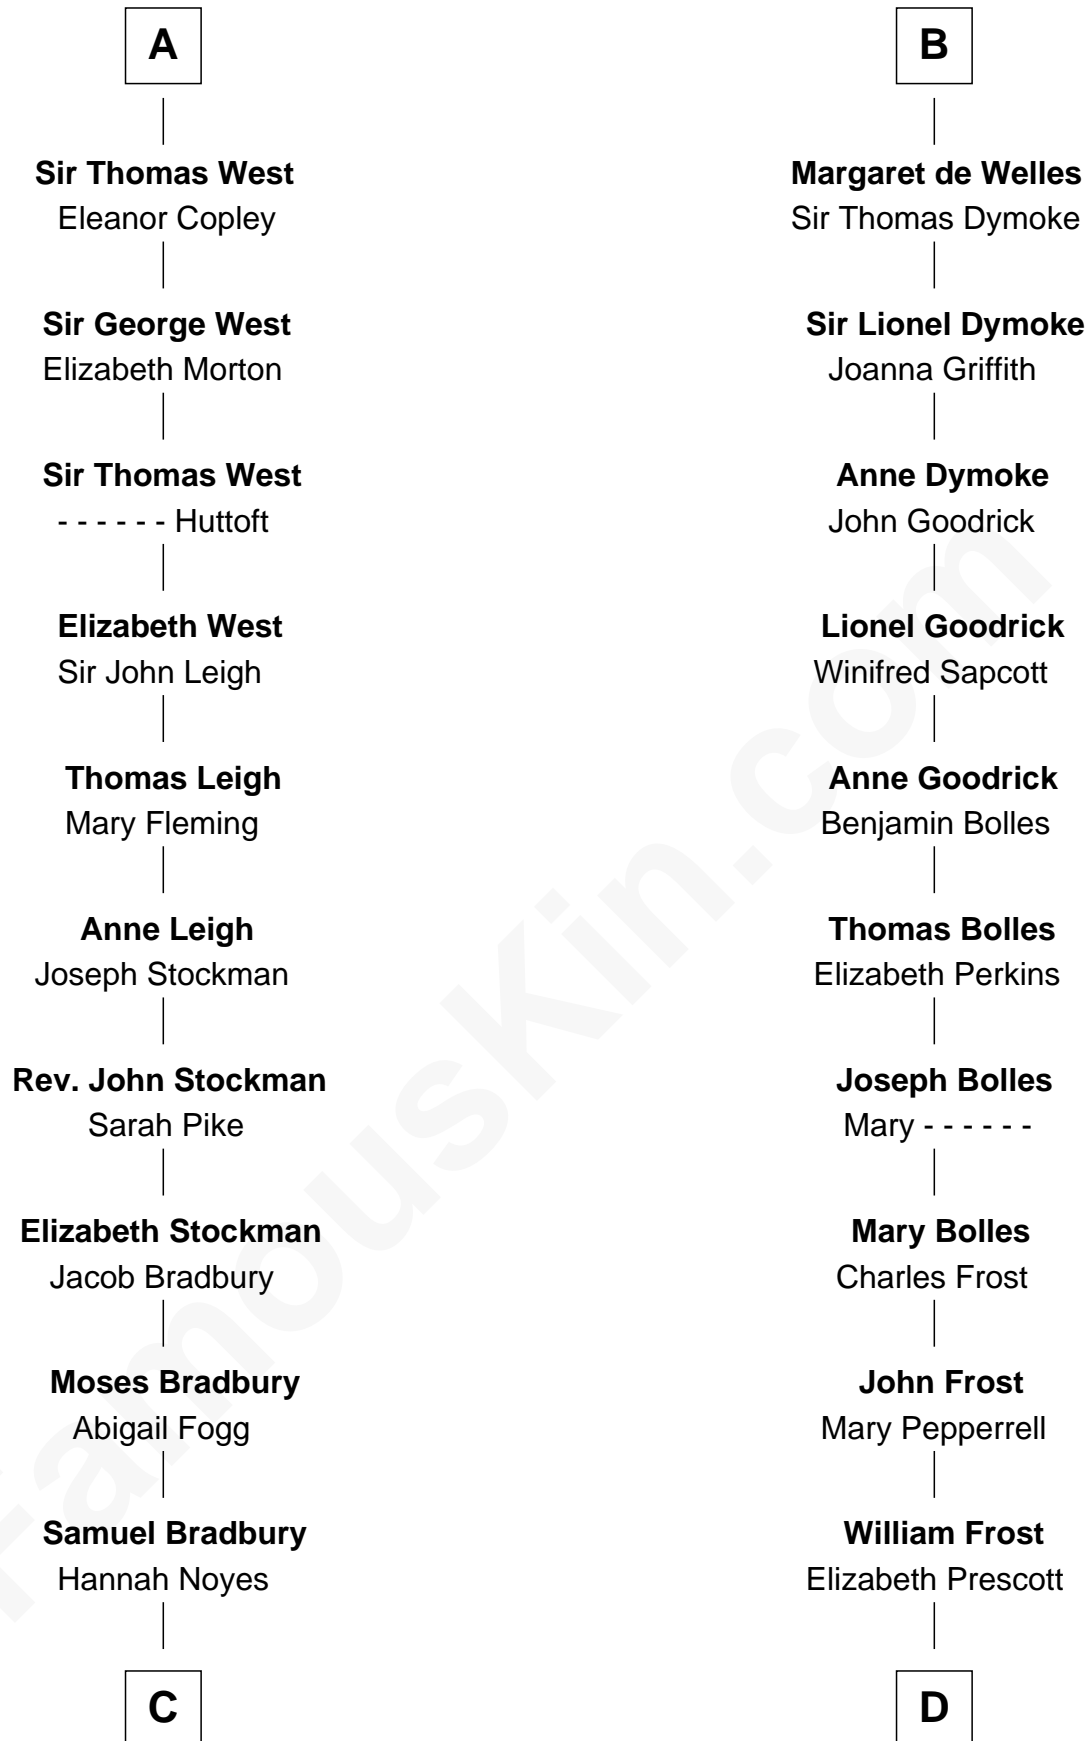 A
Sir Thomas West
Eleanor Copley
Sir George West
Elizabeth Morton
Sir Thomas West
- - - - - - Huttoft
Elizabeth West
Sir John Leigh
Thomas Leigh
Mary Fleming
Anne Leigh
Joseph Stockman
Rev. John Stockman
Sarah Pike
Elizabeth Stockman
Jacob Bradbury
Moses Bradbury
Abigail Fogg
Samuel Bradbury
Hannah Noyes
C
B
Margaret de Welles
Sir Thomas Dymoke
Sir Lionel Dymoke
Joanna Griffith
Anne Dymoke
John Goodrick
Lionel Goodrick
Winifred Sapcott
Anne Goodrick
Benjamin Bolles
Thomas Bolles
Elizabeth Perkins
Joseph Bolles
Mary - - - - - -
Mary Bolles
Charles Frost
John Frost
Mary Pepperrell
William Frost
Elizabeth Prescott
D
FamousKin.com